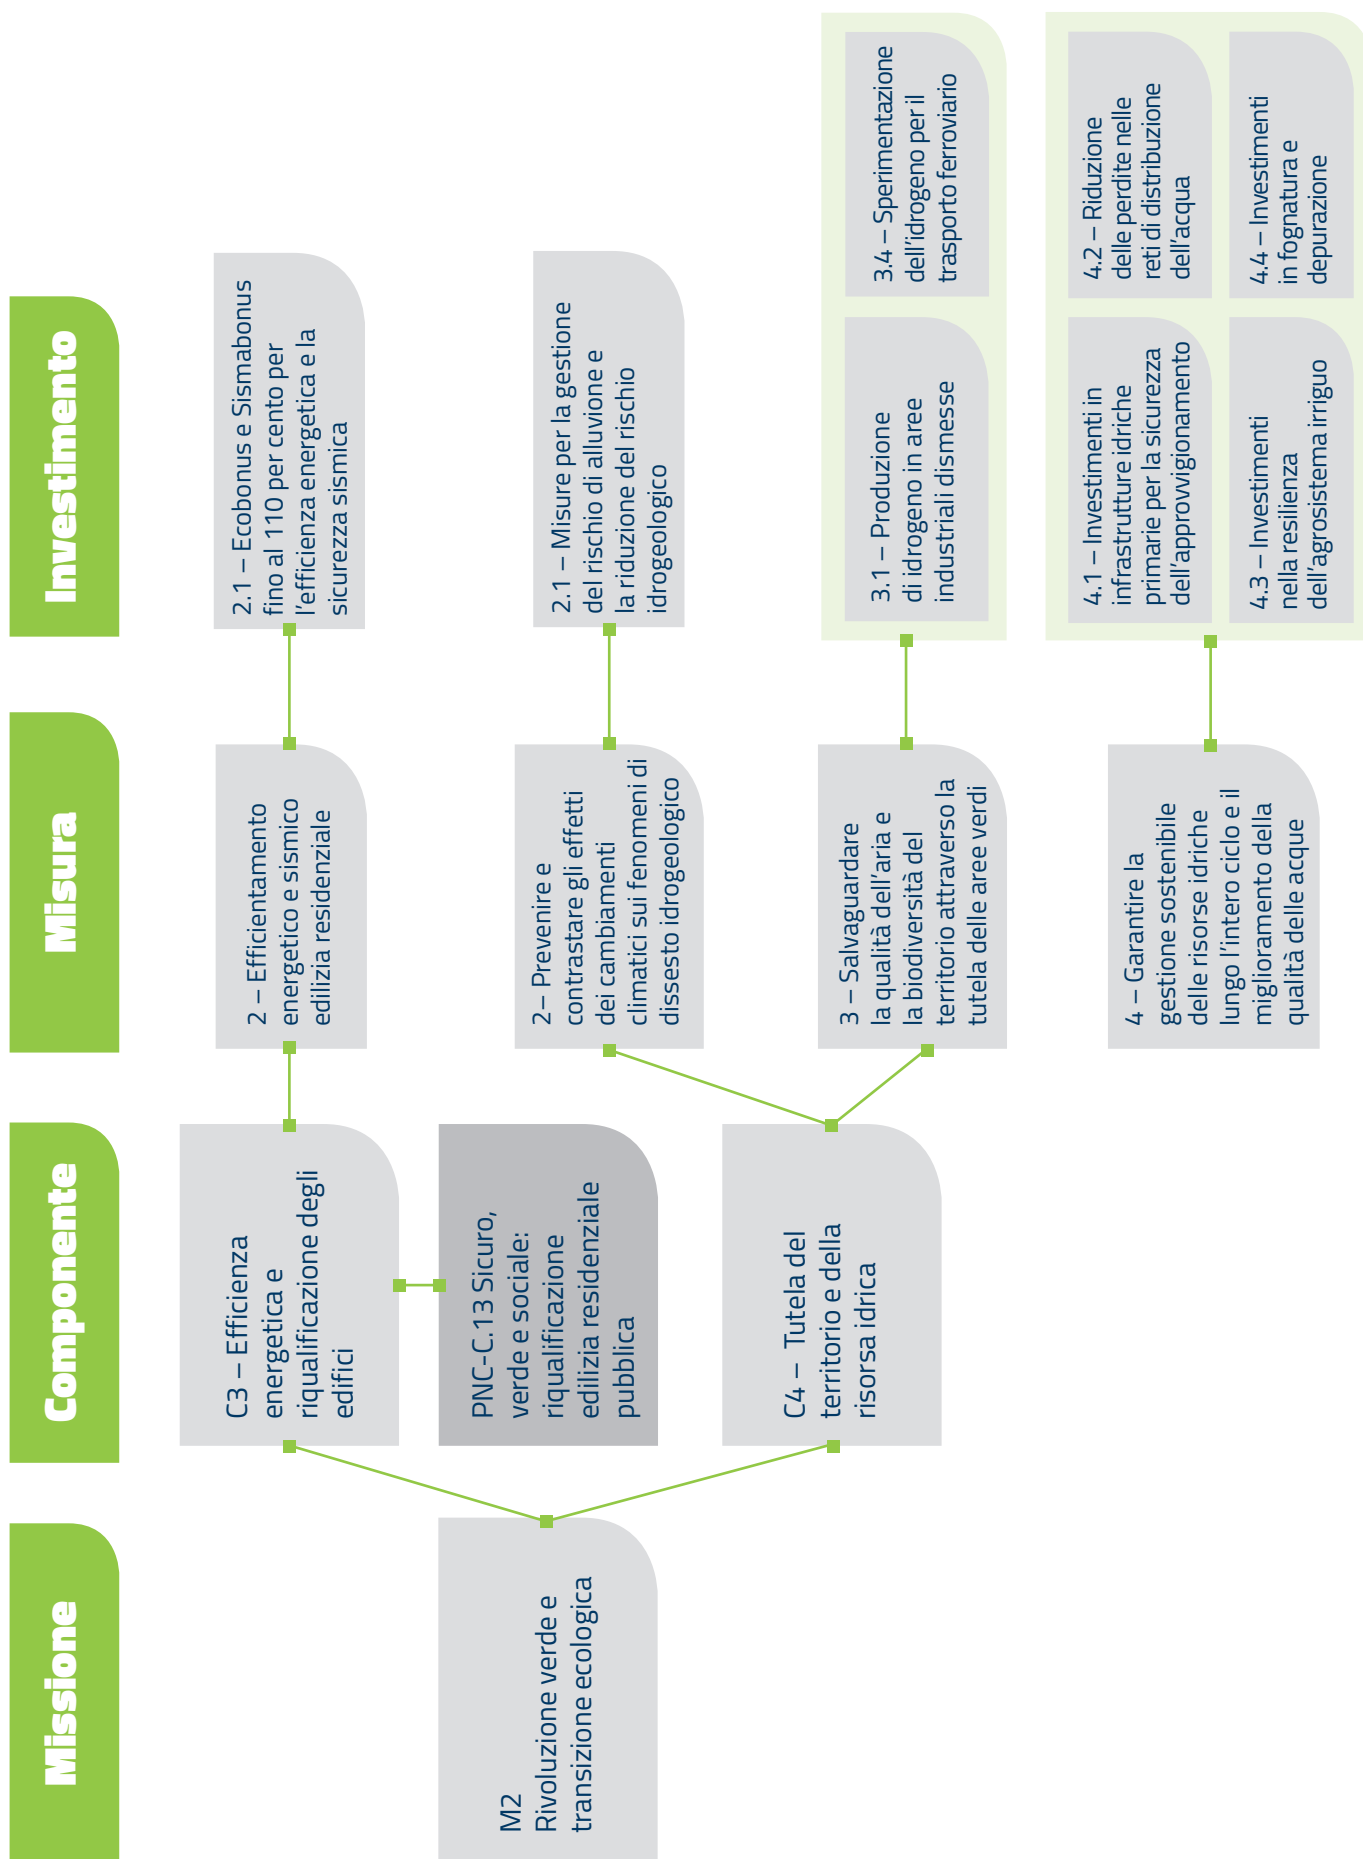 Missione
Componente
Misura
Investimento
M2
Rivoluzione verde e
transizione ecologica
C3 – Efficienza
energetica e
riqualificazione degli
edifici
PNC-C.13 Sicuro,
verde e sociale:
riqualificazione
edilizia residenziale
pubblica
C4 – Tutela del
territorio e della
risorsa idrica
2 – Efficientamento
energetico e sismico
edilizia residenziale
2 – Prevenire e
contrastare gli effetti
dei cambiamenti
climatici sui fenomeni di
dissesto idrogeologico
3 – Salvaguardare
la qualità dell'aria e
la biodiversità del
territorio attraverso la
tutela delle aree verdi
4 – Garantire la
gestione sostenibile
delle risorse idriche
lungo l'intero ciclo e il
miglioramento della
qualità delle acque
2.1 – Ecobonus e Sismabonus
fino al 110 per cento per
l'efficienza energetica e la
sicurezza sismica
2.1 – Misure per la gestione
del rischio di alluvione e
la riduzione del rischio
idrogeologico
3.1 – Produzione
di idrogeno in aree
industriali dismesse
3.4 – Sperimentazione
dell'idrogeno per il
trasporto ferroviario
4.1 – Investimenti in
infrastrutture idriche
primarie per la sicurezza
dell'approvvigionamento
4.2 – Riduzione
delle perdite nelle
reti di distribuzione
dell'acqua
4.3 – Investimenti
nella resilienza
dell'agrosistema irriguo
4.4 – Investimenti
in fognatura e
depurazione